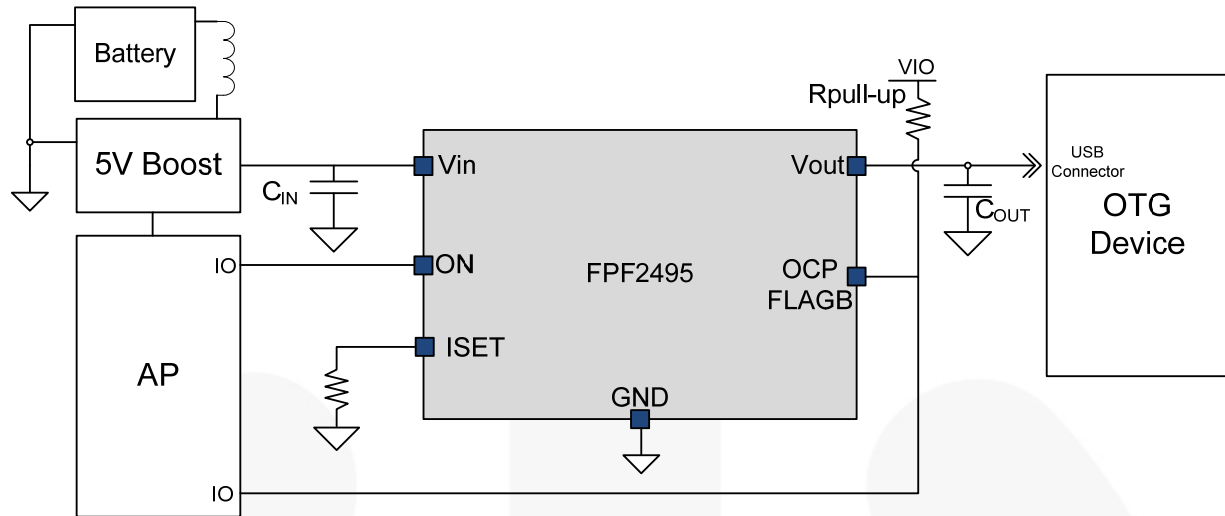 Battery
5V Boost
C_IN
IO
AP
IO
Vin
ON
ISET
FPF2495
GND
Vout
OCP
FLAGB
VIO
Rpull-up
C_OUT
USB
Connector
OTG
Device